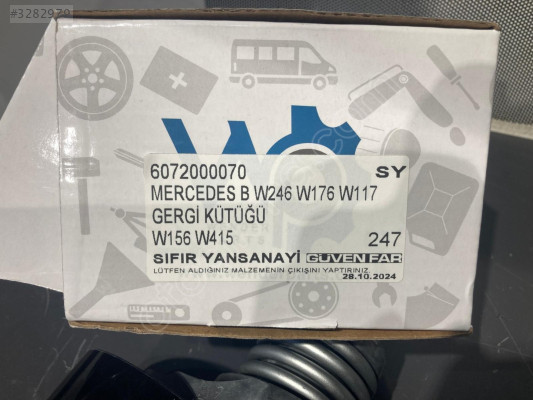 #3282979
6072000070 SY
MERCEDES B W246 W176 W117
GERGİ KÜTÜĞÜ
W156 W415 247
SIFIR YANSANAYİ GÜVEN FAR
LÜTFEN ALDIĞINIZ MALZEMENİN ÇIKIŞINI YAPTIRINIZ
28.10.2024